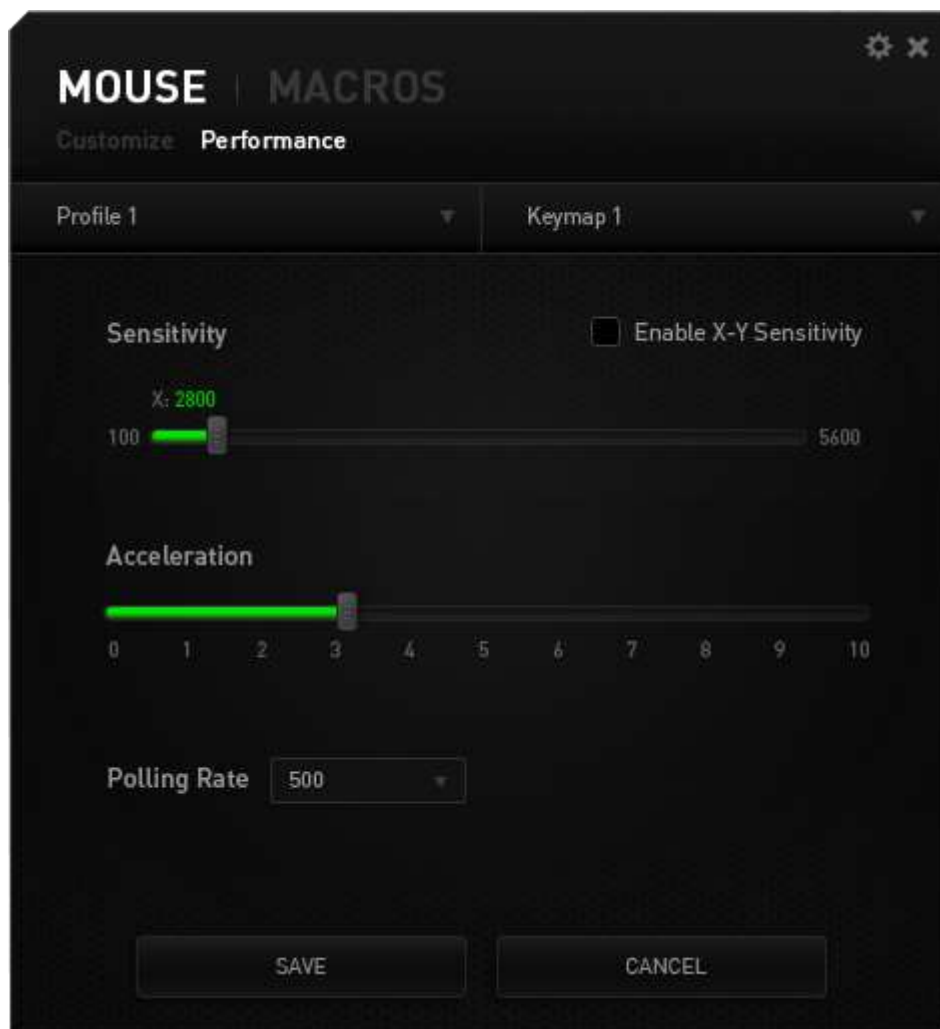 MOUSE | MACROS
Customize Performance
Profile 1 Keymap 1
Sensitivity Enable X-Y Sensitivity
X: 2800
100 5600
Acceleration
0 1 2 3 4 5 6 7 8 9 10
Polling Rate 500
SAVE CANCEL